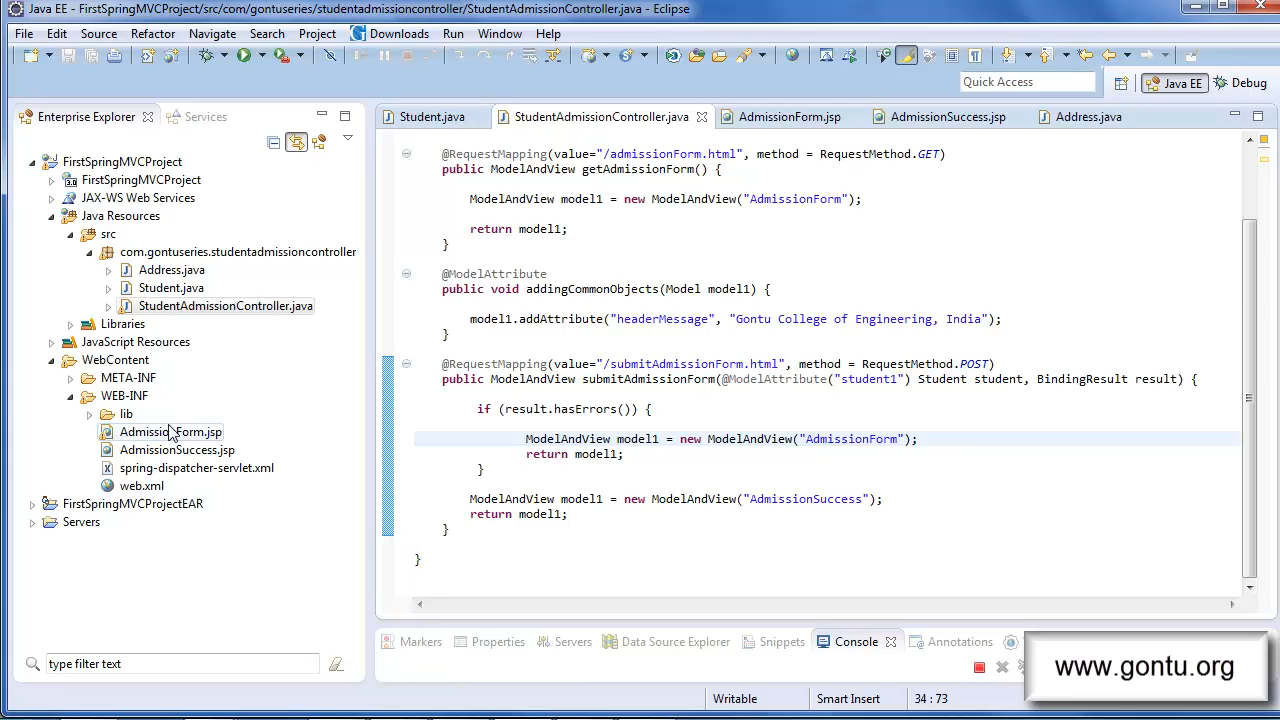 Java EE - FirstSpringMVCProject/src/com/gontuseries/studentadmissioncontroller/StudentAdmissionController.java - Eclipse
File Edit Source Refactor Navigate Search Project Downloads Run Window Help
Quick Access
Java EE
Debug
Enterprise Explorer
Services
FirstSpringMVCProject
FirstSpringMVCProject
JAX-WS Web Services
Java Resources
src
com.gontuseries.studentadmissioncontroller
Address.java
Student.java
StudentAdmissionController.java
Libraries
JavaScript Resources
WebContent
META-INF
WEB-INF
lib
AdmissionForm.jsp
AdmissionSuccess.jsp
spring-dispatcher-servlet.xml
web.xml
FirstSpringMVCProjectEAR
Servers
type filter text
Student.java
StudentAdmissionController.java
AdmissionForm.jsp
AdmissionSuccess.jsp
Address.java
@RequestMapping(value="/admissionForm.html", method = RequestMethod.GET)
public ModelAndView getAdmissionForm() {
ModelAndView model1 = new ModelAndView("AdmissionForm");
return model1;
}
@ModelAttribute
public void addingCommonObjects(Model model1) {
model1.addAttribute("headerMessage", "Gontu College of Engineering, India");
}
@RequestMapping(value="/submitAdmissionForm.html", method = RequestMethod.POST)
public ModelAndView submitAdmissionForm(@ModelAttribute("student1") Student student, BindingResult result) {
if (result.hasErrors()) {
ModelAndView model1 = new ModelAndView("AdmissionForm");
return model1;
}
ModelAndView model1 = new ModelAndView("AdmissionSuccess");
return model1;
}
}
Markers
Properties
Servers
Data Source Explorer
Snippets
Console
Annotations
www.gontu.org
Writable
Smart Insert
34 : 73